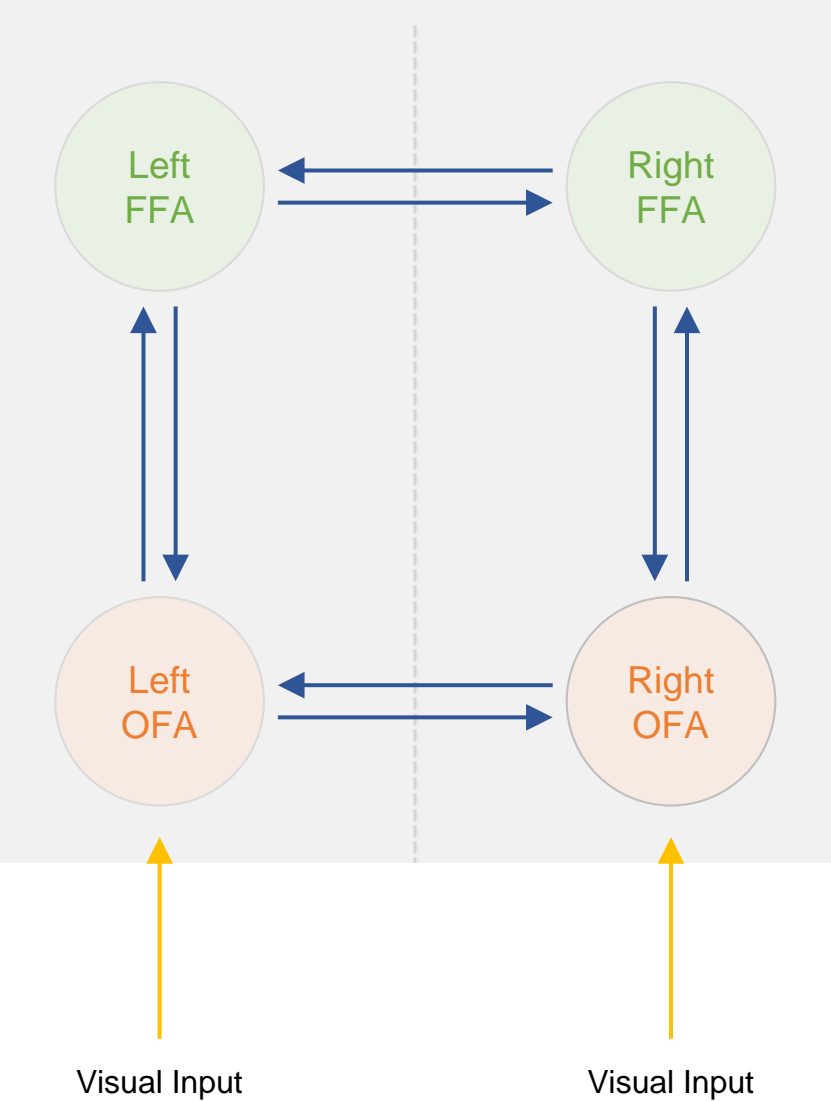 Left
FFA
Right
FFA
Left
OFA
Right
OFA
Visual Input
Visual Input